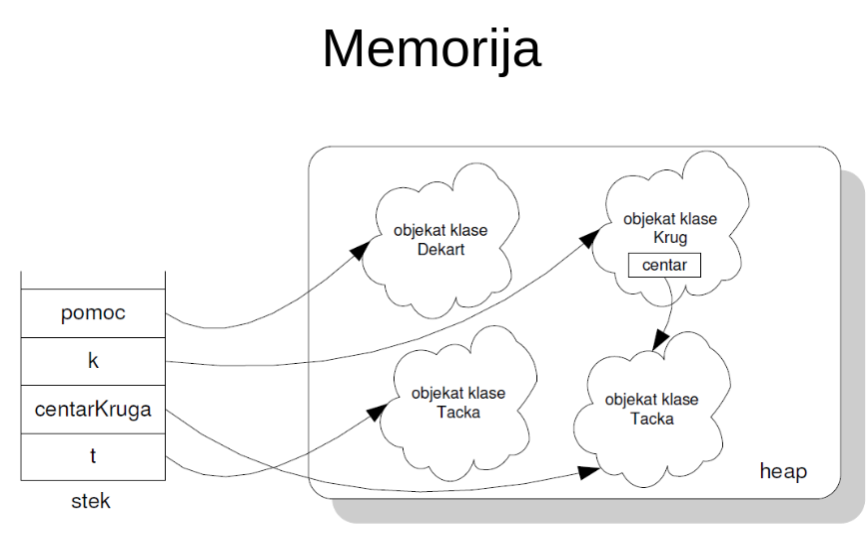 Memorija
objekat klase
Dekart
objekat klase
Krug
centar
pomoc
k
centarKruga
t
stek
objekat klase
Tacka
objekat klase
Tacka
heap